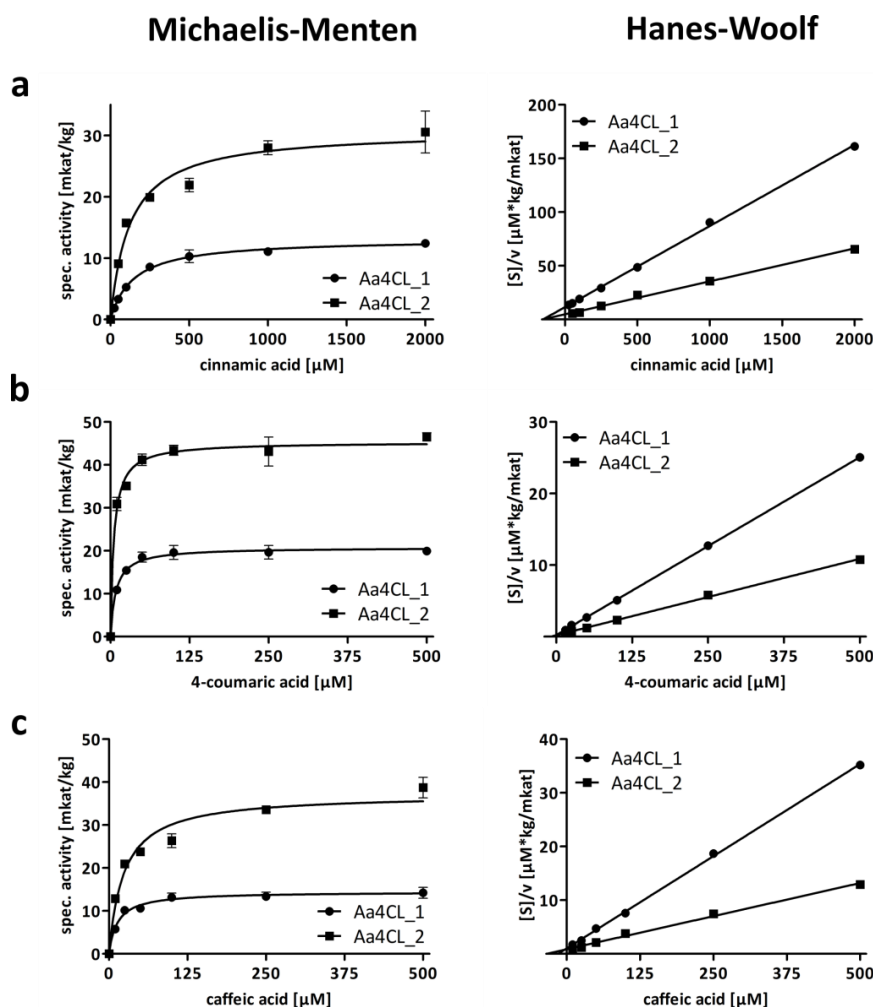 Michaelis-Menten
Hanes-Woolf
a
spec. activity [mkat/kg]
30
20
10
0
0
500
1000
1500
2000
cinnamic acid [µM]
Aa4CL_1
Aa4CL_2
[S]/v [µM*kg/mkat]
200
150
100
50
0
500
1000
1500
2000
cinnamic acid [µM]
Aa4CL_1
Aa4CL_2
b
spec. activity [mkat/kg]
50
40
30
20
10
0
0
125
250
375
500
4-coumaric acid [µM]
Aa4CL_1
Aa4CL_2
[S]/v [µM*kg/mkat]
30
20
10
125
250
375
500
4-coumaric acid [µM]
Aa4CL_1
Aa4CL_2
c
spec. activity [mkat/kg]
50
40
30
20
10
0
0
125
250
375
500
caffeic acid [µM]
Aa4CL_1
Aa4CL_2
[S]/v [µM*kg/mkat]
40
30
20
10
0
125
250
375
500
caffeic acid [µM]
Aa4CL_1
Aa4CL_2